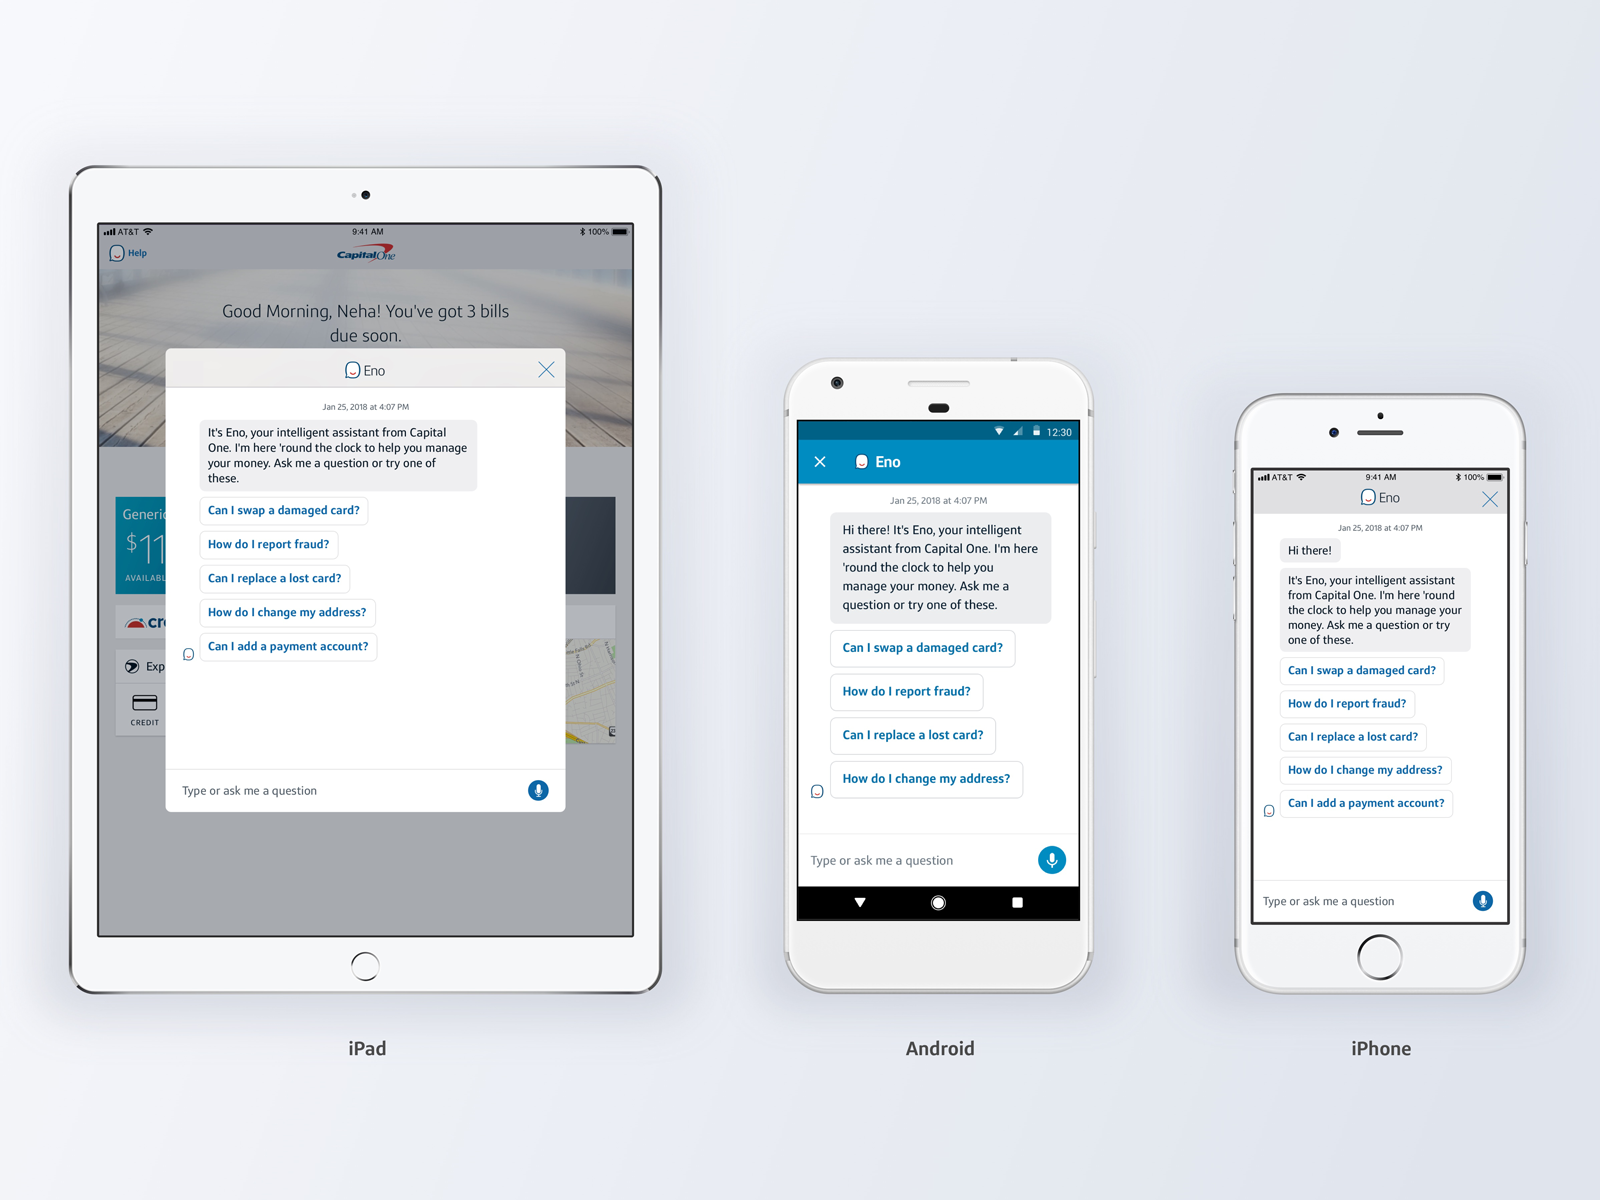 AT&T 9:41 AM 100%
Help CapitalOne
Good Morning, Neha! You've got 3 bills
due soon.
Eno
Jan 25, 2018 at 4:07 PM
It's Eno, your intelligent assistant from Capital
One. I'm here 'round the clock to help you manage
your money. Ask me a question or try one of
these.
Can I swap a damaged card?
How do I report fraud?
Can I replace a lost card?
How do I change my address?
Can I add a payment account?
Type or ask me a question
Generic
$11
AVAILABL
cre
Exp
CREDIT
iPad
12:30
Eno
Jan 25, 2018 at 4:07 PM
Hi there! It's Eno, your intelligent
assistant from Capital One. I'm here
'round the clock to help you
manage your money. Ask me a
question or try one of these.
Can I swap a damaged card?
How do I report fraud?
Can I replace a lost card?
How do I change my address?
Type or ask me a question
Android
AT&T 9:41 AM 100%
Eno
Jan 25, 2018 at 4:07 PM
Hi there!
It's Eno, your intelligent assistant
from Capital One. I'm here 'round
the clock to help you manage your
money. Ask me a question or try
one of these.
Can I swap a damaged card?
How do I report fraud?
Can I replace a lost card?
How do I change my address?
Can I add a payment account?
Type or ask me a question
iPhone